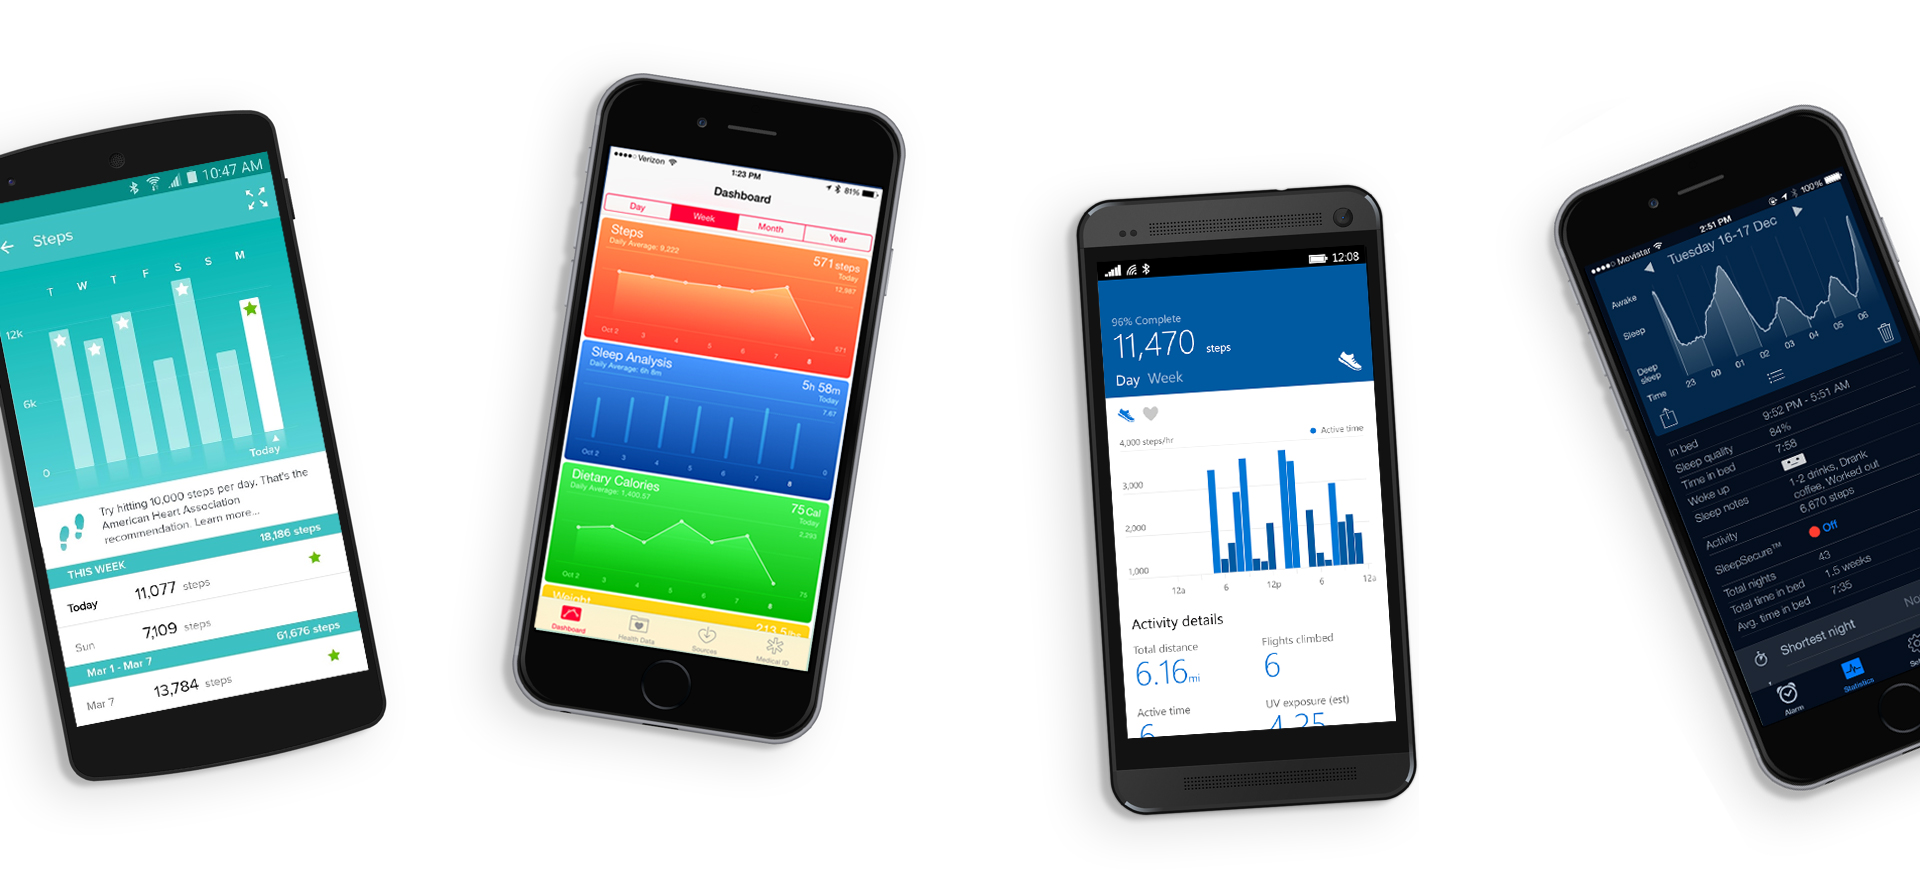 10:47 AM
Steps
T W T F S S M
12k
6k
0
Today
Try hitting 10,000 steps per day. That's the
American Heart Association
recommendation. Learn more...
THIS WEEK 18,186 steps
Today 11,077 steps
Sun 7,109 steps
Mar 1 - Mar 7 61,676 steps
Mar 7 13,784 steps
Verizon 1:23 PM 81%
Dashboard
Day Week Month Year
Steps 571 steps
Daily Average: 9,222 Today
12,987
571
Oct 2 3 4 5 6 7 8
Sleep Analysis 5h 58m
Daily Average: 6h 8m Today
7.67
0
Oct 2 3 4 5 6 7 8
Dietary Calories 75 Cal
Daily Average: 1,400.57 Today
2,293
75
Oct 2 3 4 5 6 7 8
Weight 213.5 lbs
Dashboard Health Data Sources Medical ID
12:08
96% Complete
11,470 steps
Day Week
4,000 steps/hr Active time
3,000
2,000
1,000
12a 6 12p 6 12a
Activity details
Total distance Flights climbed
6.16mi 6
Active time UV exposure (est)
6 4.25
Movistar 2:51 PM 100%
Tuesday 16-17 Dec
Awake
Sleep
Deep
sleep
Time 23 00 01 02 03 04 05 06
In bed 9:52 PM - 5:51 AM
Sleep quality 84%
Time in bed 7:58
Woke up
Sleep notes 1-2 drinks, Drank
coffee, Worked out
Activity 6,670 steps
SleepSecure™ Off
Total nights 43
Total time in bed 1.5 weeks
Avg. time in bed 7:35
Shortest night No
Alarm Statistics Set